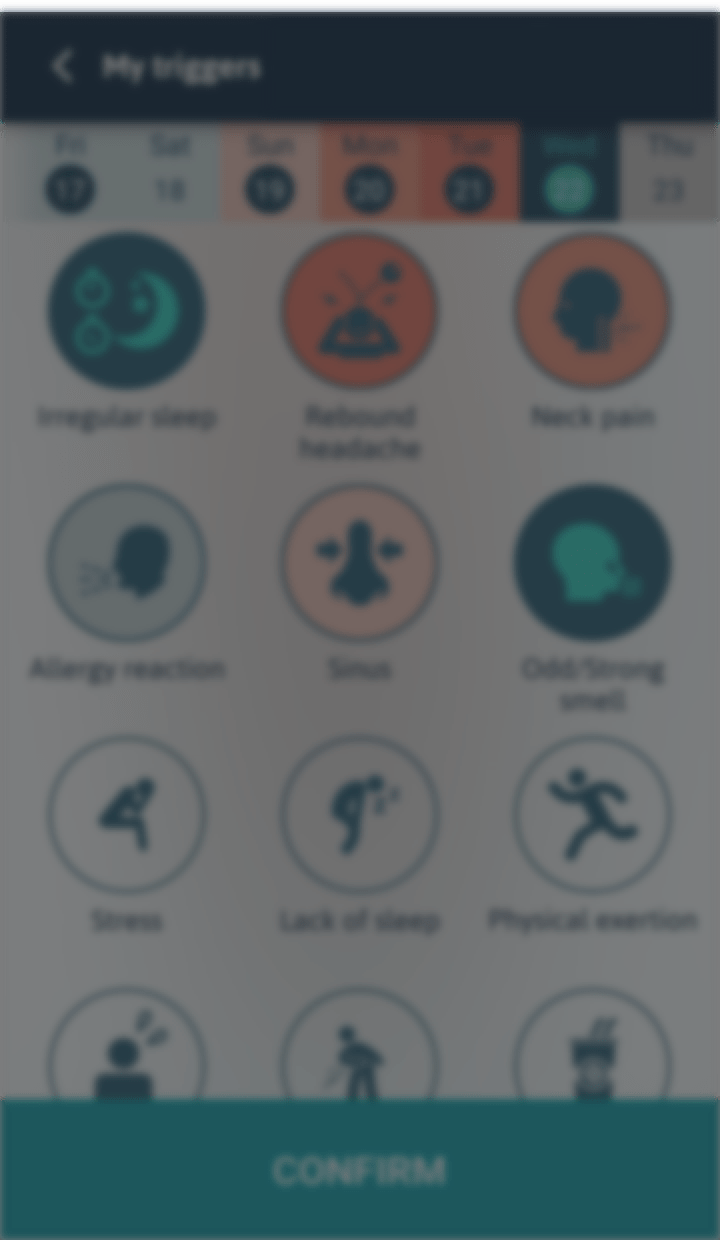 My triggers
Fri Sat Sun Mon Tue Wed Thu
17 18 19 20 21 22 23
Irregular sleep
Rebound
headache
Neck pain
Allergy reaction
Sinus
Odd/Strong
smell
Stress
Lack of sleep
Physical exertion
CONFIRM